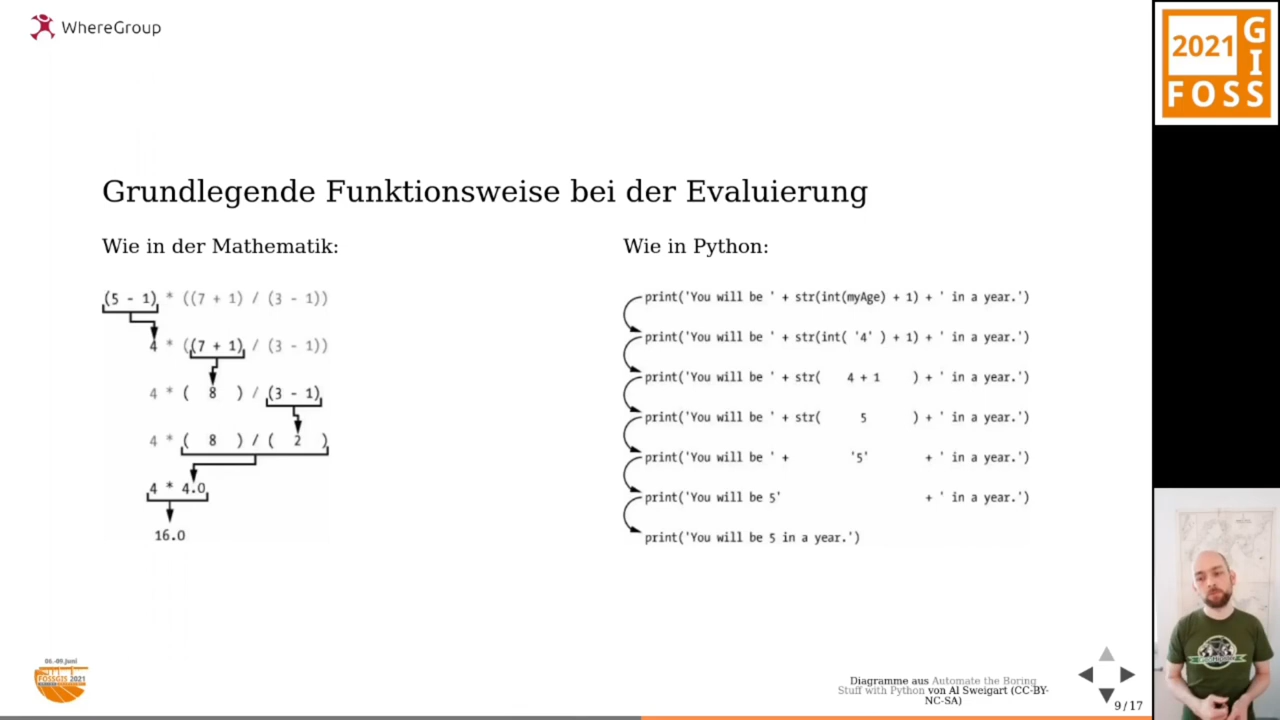 WhereGroup
2021
G
I
FOSS
Grundlegende Funktionsweise bei der Evaluierung
Wie in der Mathematik:
(5 - 1) * ((7 + 1) / (3 - 1))
4 * ((7 + 1) / (3 - 1))
4 * ( 8 ) / (3 - 1)
4 * ( 8 ) / ( 2 )
4 * 4.0
16.0
Wie in Python:
print('You will be ' + str(int(myAge) + 1) + ' in a year.')
print('You will be ' + str(int( '4' ) + 1) + ' in a year.')
print('You will be ' + str( 4 + 1 ) + ' in a year.')
print('You will be ' + str( 5 ) + ' in a year.')
print('You will be ' + '5' + ' in a year.')
print('You will be 5' + ' in a year.')
print('You will be 5 in a year.')
05.-09. Juni
FOSSGIS 2021
Diagramme aus Automate the Boring
Stuff with Python von Al Sweigart (CC-BY-
NC-SA)
9/17